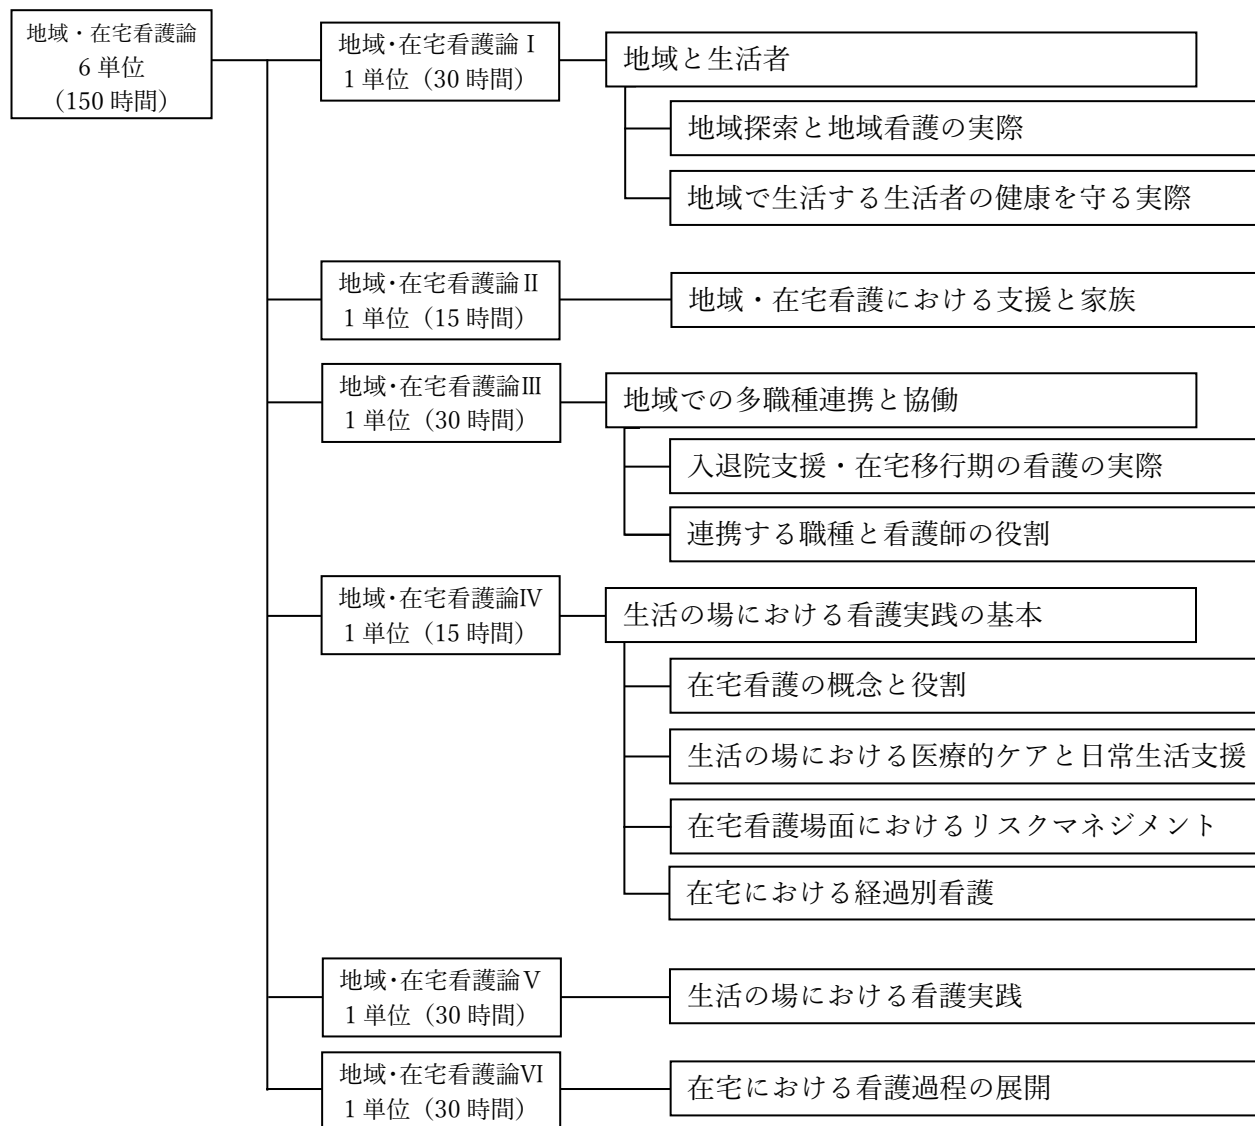 地域・在宅看護論
6 単位
（150 時間）
地域・在宅看護論Ⅰ
1 単位（30 時間）
地域と生活者
地域探索と地域看護の実際
地域で生活する生活者の健康を守る実際
地域・在宅看護論Ⅱ
1 単位（15 時間）
地域・在宅看護における支援と家族
地域・在宅看護論Ⅲ
1 単位（30 時間）
地域での多職種連携と協働
入退院支援・在宅移行期の看護の実際
連携する職種と看護師の役割
地域・在宅看護論Ⅳ
1 単位（15 時間）
生活の場における看護実践の基本
在宅看護の概念と役割
生活の場における医療的ケアと日常生活支援
在宅看護場面におけるリスクマネジメント
在宅における経過別看護
地域・在宅看護論Ⅴ
1 単位（30 時間）
生活の場における看護実践
地域・在宅看護論Ⅵ
1 単位（30 時間）
在宅における看護過程の展開